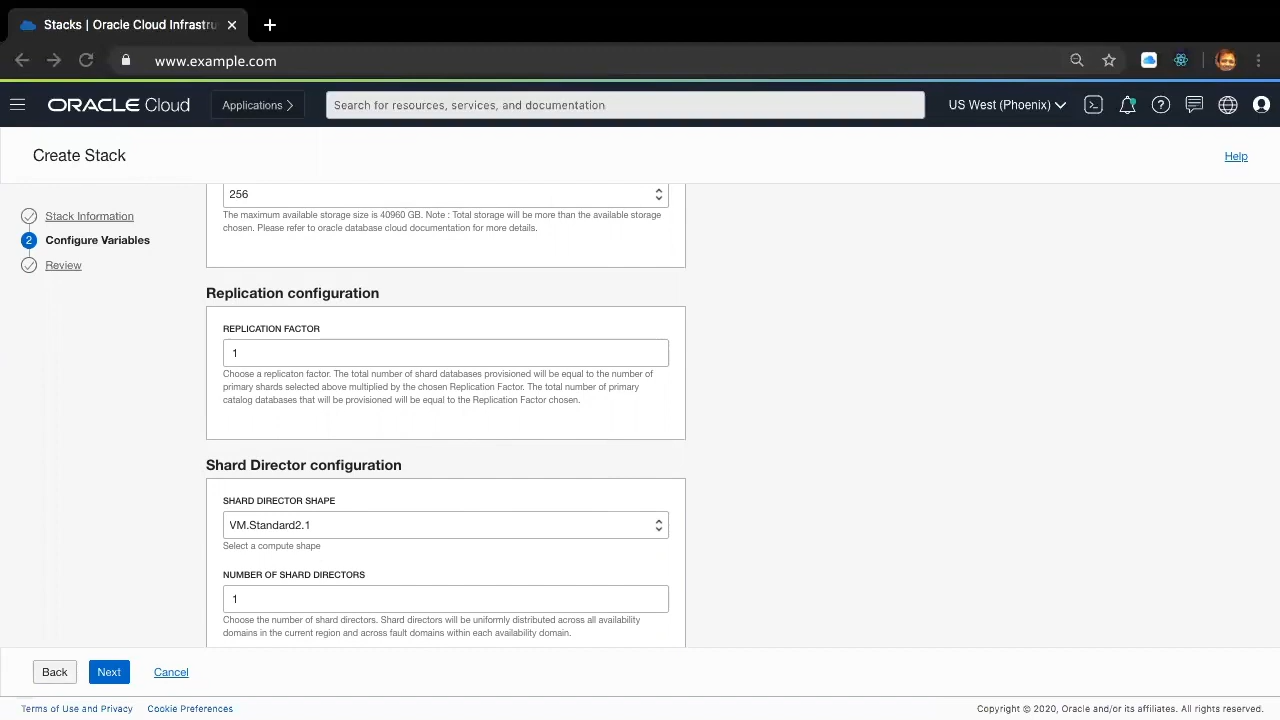 Stacks | Oracle Cloud Infrastru
www.example.com
ORACLE Cloud
Applications
Search for resources, services, and documentation
US West (Phoenix)
Create Stack
Help
Stack Information
2 Configure Variables
Review
256
The maximum available storage size is 40960 GB. Note : Total storage will be more than the available storage
chosen. Please refer to oracle database cloud documentation for more details.
Replication configuration
REPLICATION FACTOR
1
Choose a replicaton factor. The total number of shard databases provisioned will be equal to the number of
primary shards selected above multiplied by the chosen Replication Factor. The total number of primary
catalog databases that will be provisioned will be equal to the Replication Factor chosen.
Shard Director configuration
SHARD DIRECTOR SHAPE
VM.Standard2.1
Select a compute shape
NUMBER OF SHARD DIRECTORS
1
Choose the number of shard directors. Shard directors will be uniformly distributed across all availability
domains in the current region and across fault domains within each availability domain.
Back
Next
Cancel
Terms of Use and Privacy
Cookie Preferences
Copyright © 2020, Oracle and/or its affiliates. All rights reserved.